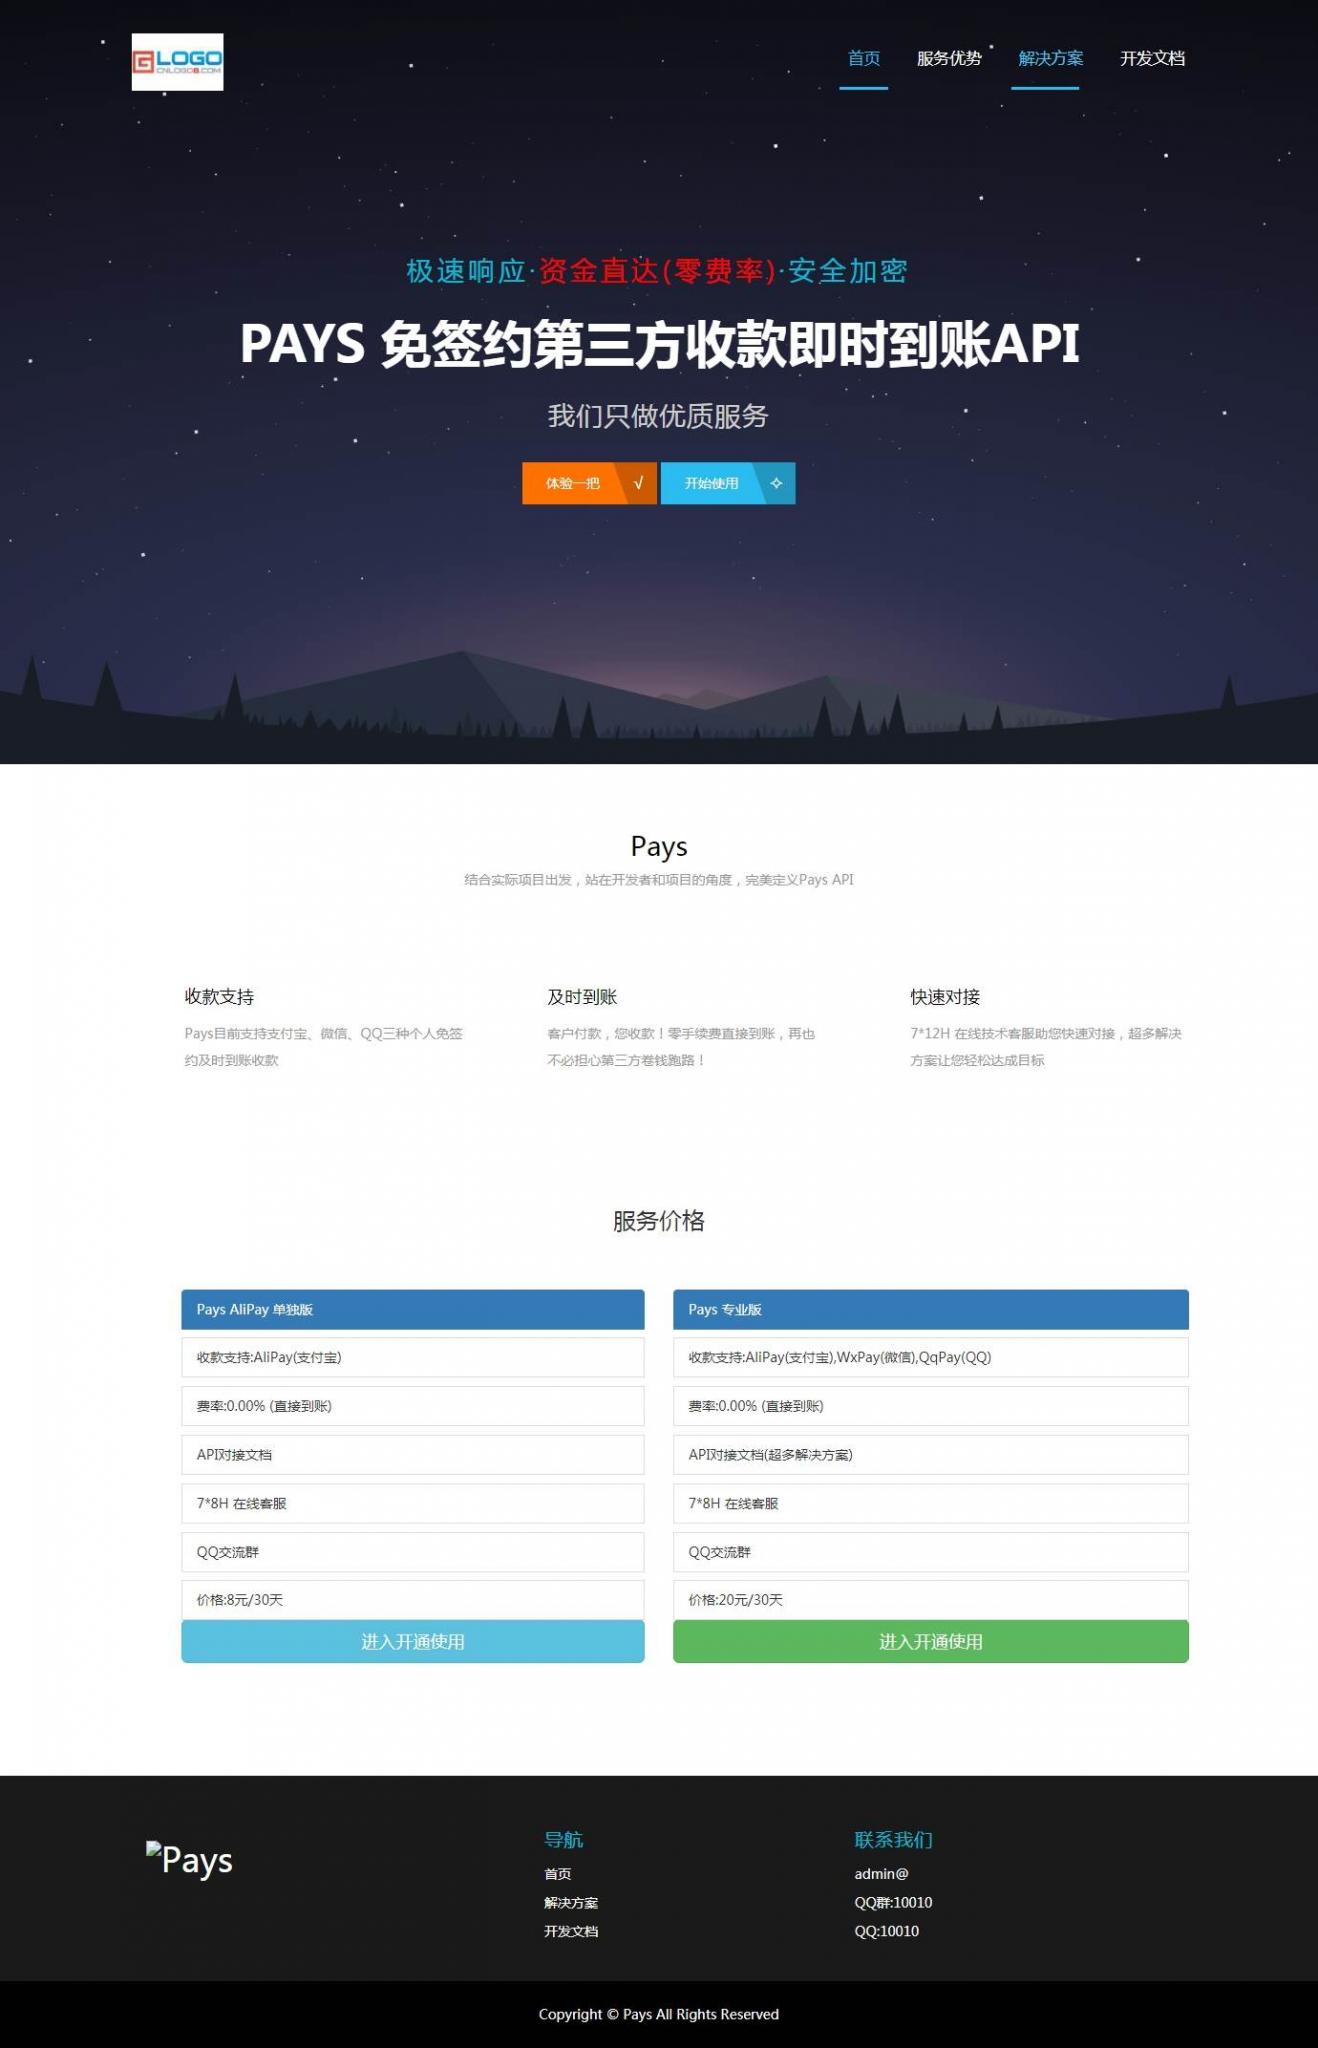 LOGO
CNLOGO8.COM
首页 服务优势 解决方案 开发文档
极速响应·资金直达(零费率)·安全加密
PAYS 免签约第三方收款即时到账API
我们只做优质服务
体验一把 √ 开始使用
Pays
结合实际项目出发，站在开发者和项目的角度，完美定义Pays API
收款支持
Pays目前支持支付宝、微信、QQ三种个人免签
约及时到账收款
及时到账
客户付款，您收款！零手续费直接到账，再也
不必担心第三方卷钱跑路！
快速对接
7*12H 在线技术客服助您快速对接，超多解决
方案让您轻松达成目标
服务价格
Pays AliPay 单独版
收款支持:AliPay(支付宝)
费率:0.00% (直接到账)
API对接文档
7*8H 在线客服
QQ交流群
价格:8元/30天
进入开通使用
Pays 专业版
收款支持:AliPay(支付宝),WxPay(微信),QqPay(QQ)
费率:0.00% (直接到账)
API对接文档(超多解决方案)
7*8H 在线客服
QQ交流群
价格:20元/30天
进入开通使用
Pays
导航
首页
解决方案
开发文档
联系我们
admin@
QQ群:10010
QQ:10010
Copyright © Pays All Rights Reserved